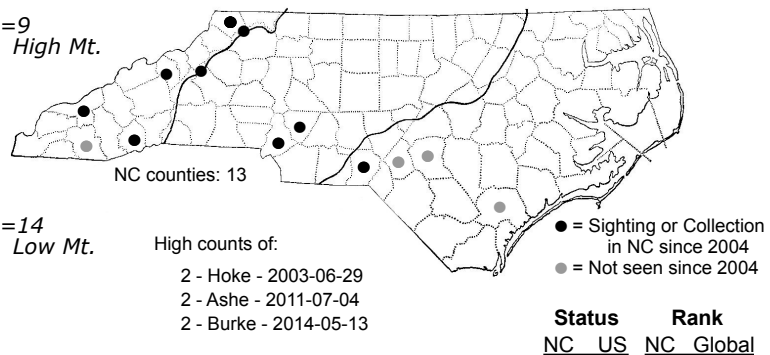 =9
High Mt.
NC counties: 13
=14
Low Mt.
High counts of:
2 - Hoke - 2003-06-29
2 - Ashe - 2011-07-04
2 - Burke - 2014-05-13
= Sighting or Collection
in NC since 2004
= Not seen since 2004
Status Rank
NC US NC Global